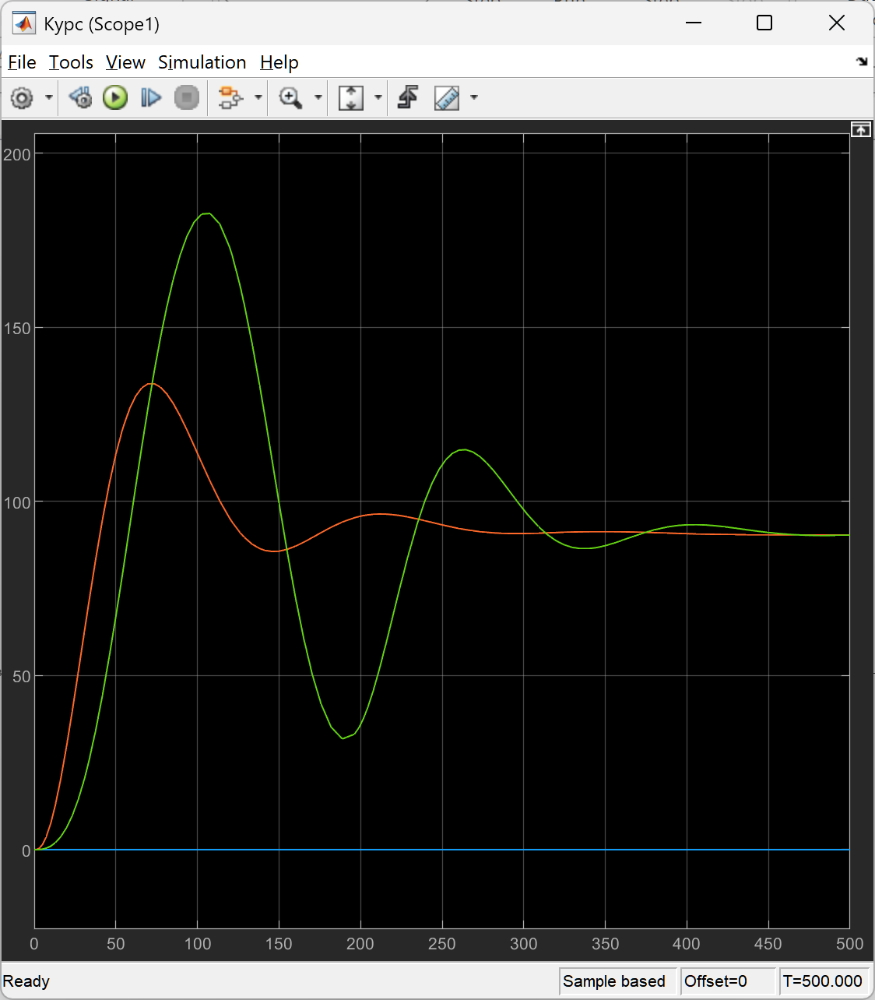 Курс (Scope1)
File Tools View Simulation Help
200
150
100
50
0
0 50 100 150 200 250 300 350 400 450 500
Ready Sample based Offset=0 T=500.000